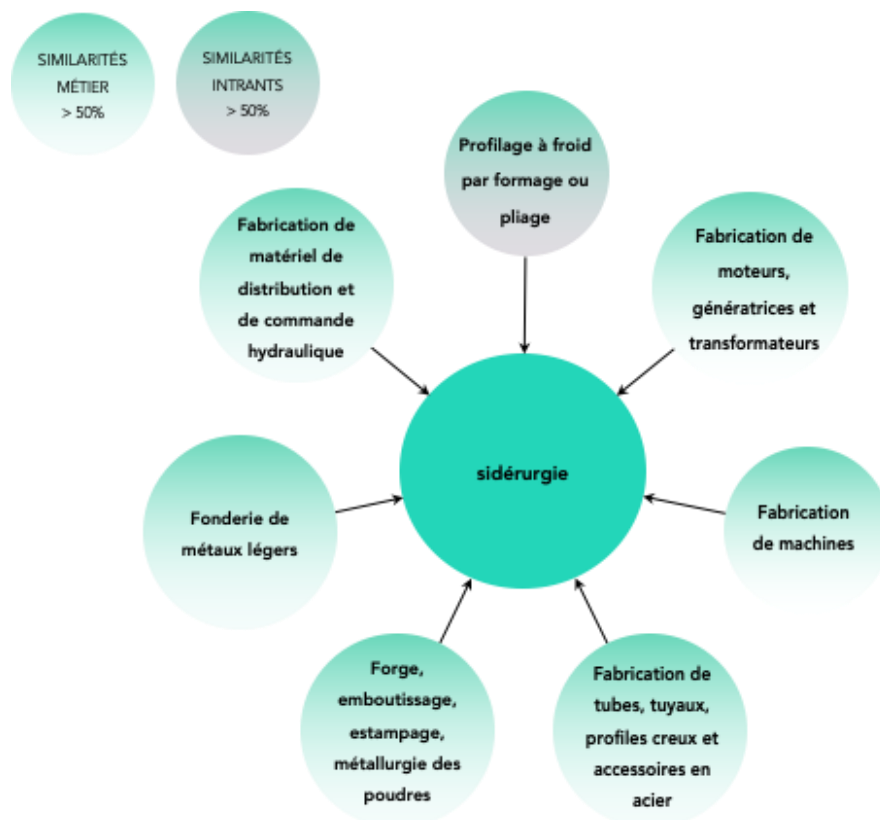 SIMILARITÉS
MÉTIER
> 50%
SIMILARITÉS
INTRANTS
> 50%
Profilage à froid
par formage ou
pliage
Fabrication de
matériel de
distribution et
de commande
hydraulique
Fabrication de
moteurs,
génératrices et
transformateurs
sidérurgie
Fonderie de
métaux légers
Fabrication
de machines
Forge,
emboutissage,
estampage,
métallurgie des
poudres
Fabrication de
tubes, tuyaux,
profiles creux et
accessoires en
acier